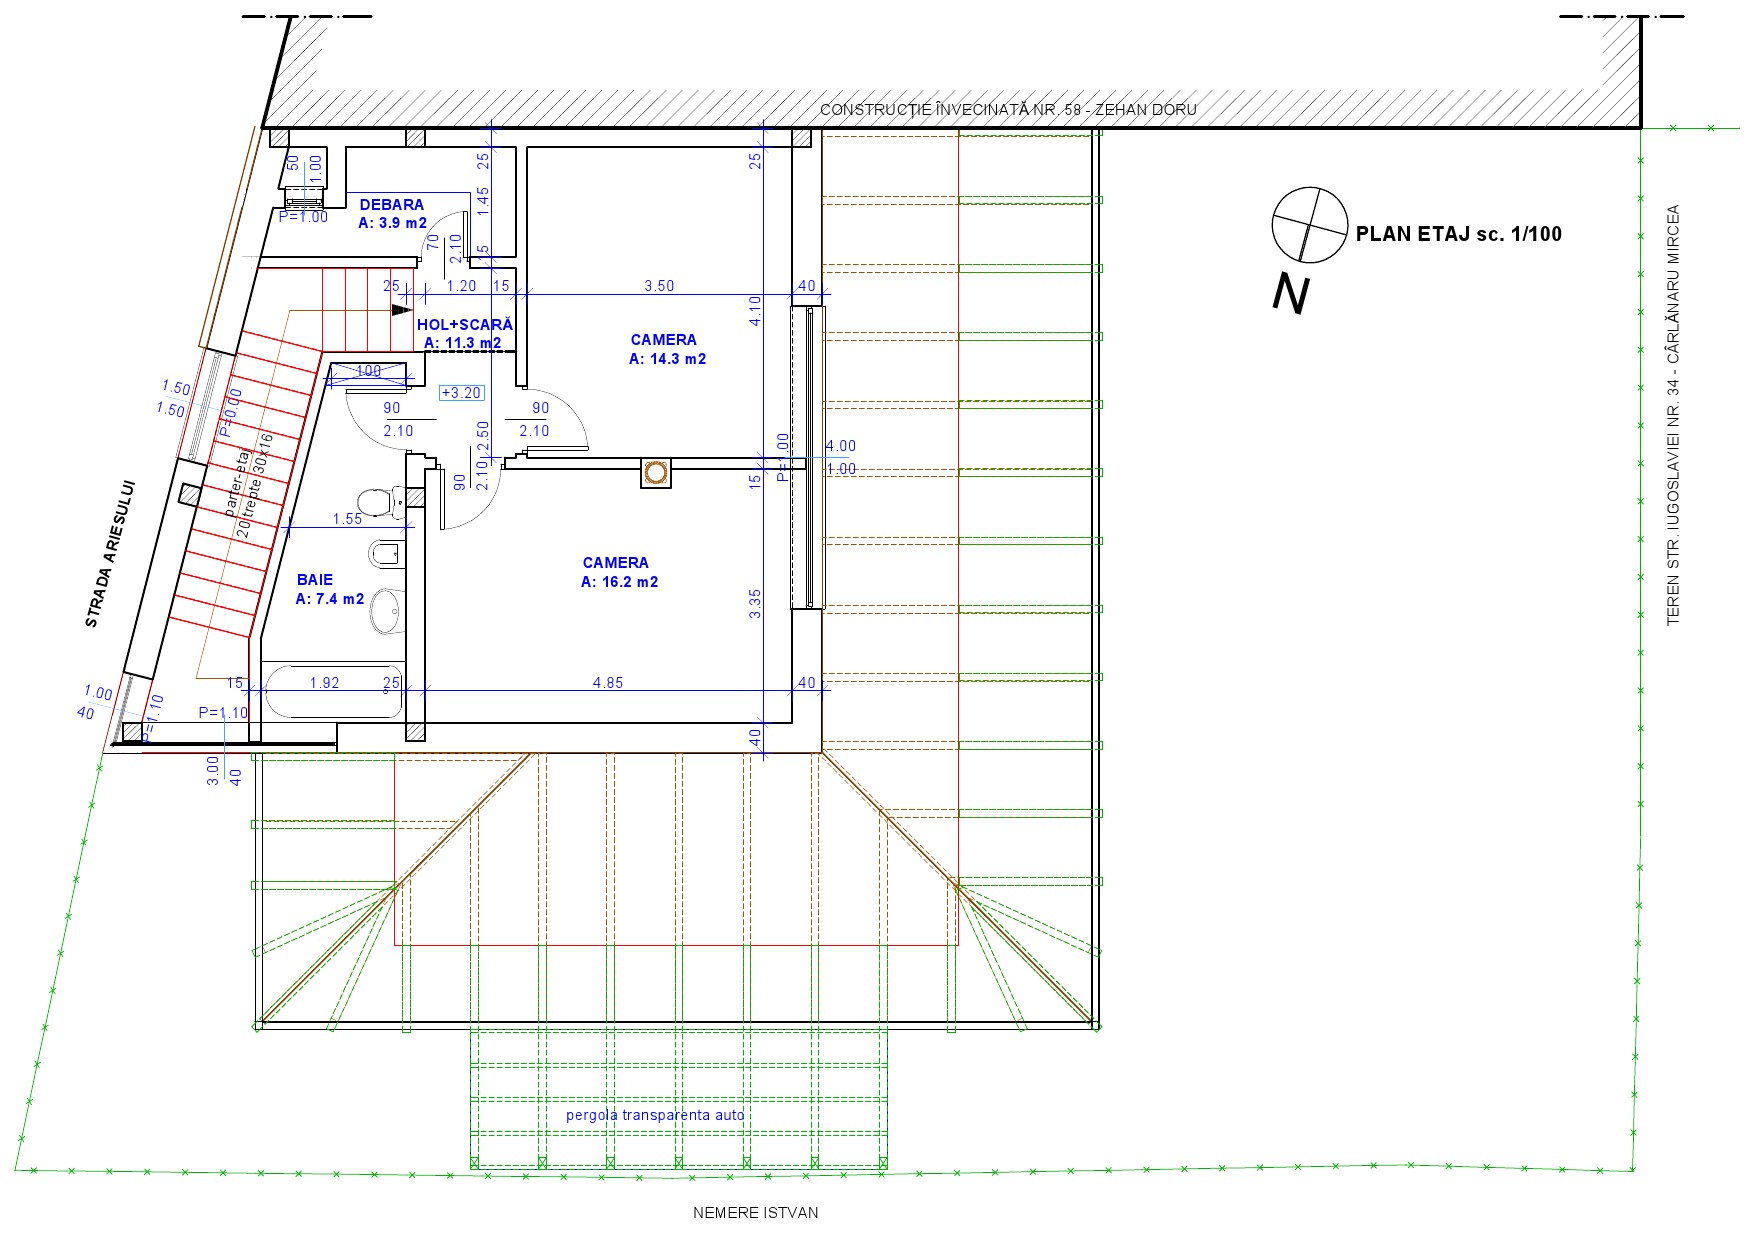 CONSTRUCȚIE ÎNVECINATĂ NR. 58 - ZEHAN DORU
PLAN ETAJ sc. 1/100
N
TEREN STR. IUGOSLAVIEI NR. 34 - CÂRLĂNARU MIRCEA
STRADA ARIESULUI
50
1.00
P=1.00
DEBARA
A: 3.9 m2
25
1.45
15
25
70
2.10
25
1.20
15
3.50
40
4.10
HOL+SCARĂ
A: 11.3 m2
CAMERA
A: 14.3 m2
100
+3.20
90
2.10
90
2.10
2.50
1.50
1.50
P=0.00
parter-etaj
20 trepte 30x16
90
2.10
P=1.00
4.00
1.00
15
1.55
CAMERA
A: 16.2 m2
BAIE
A: 7.4 m2
3.35
15
1.92
25
4.85
40
1.00
40
P=1.10
P=1.10
3.00
40
40
pergola transparenta auto
NEMERE ISTVAN